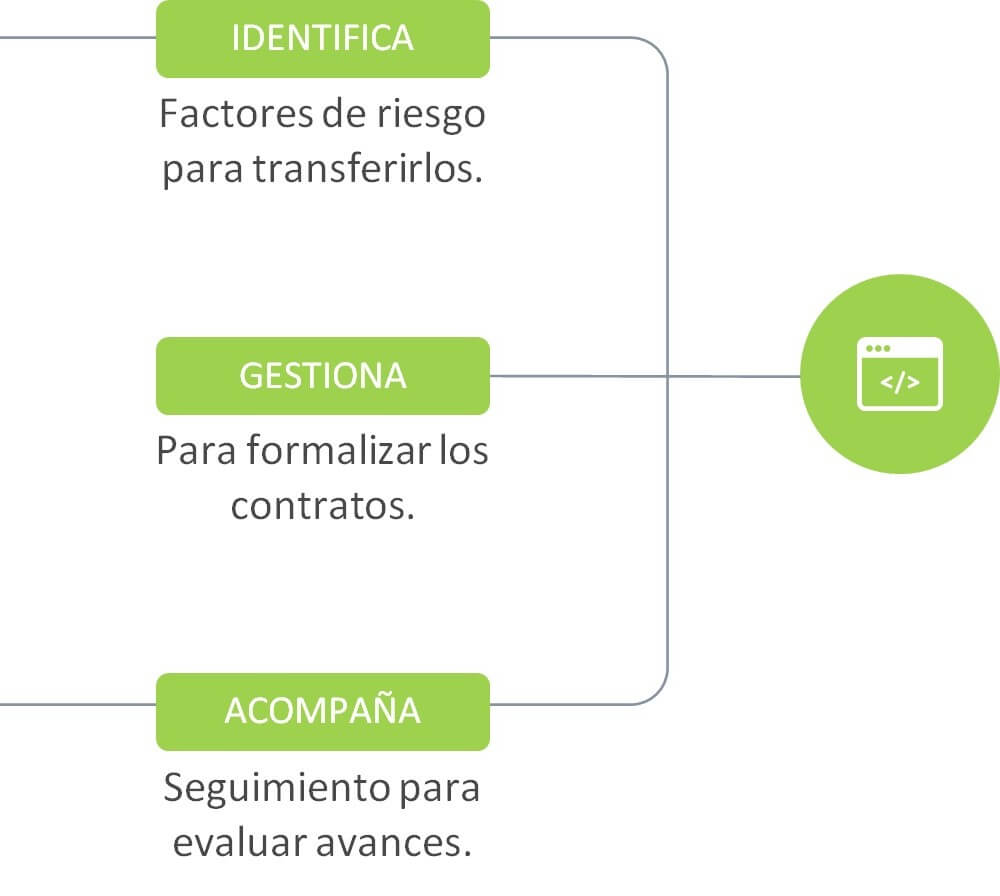 IDENTIFICA
Factores de riesgo
para transferirlos.
GESTIONA
Para formalizar los
contratos.
ACOMPAÑA
Seguimiento para
evaluar avances.
</>